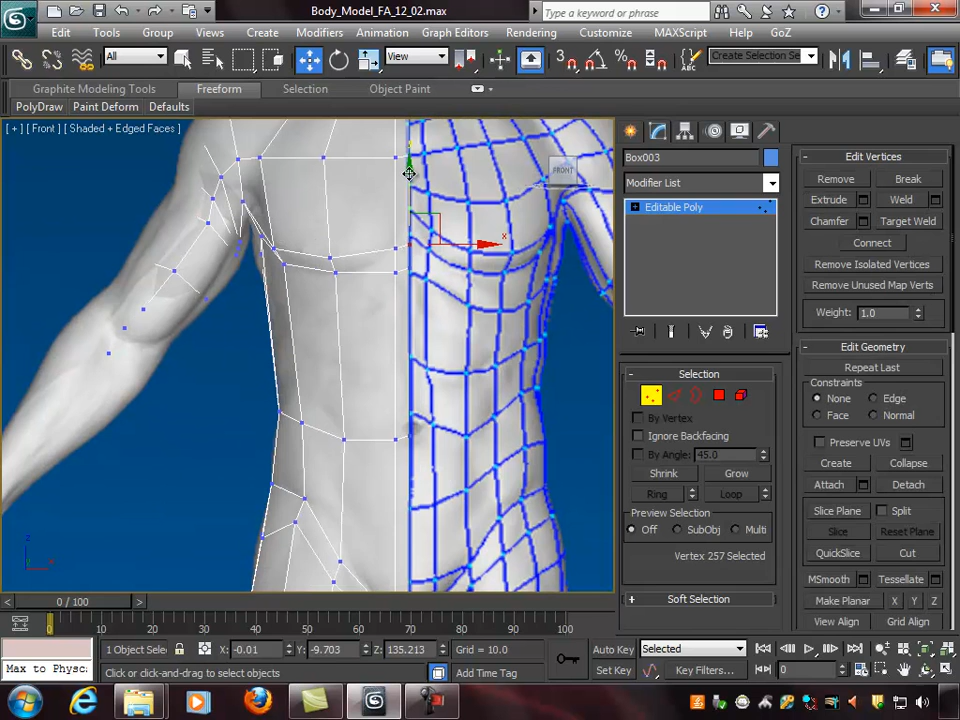 Body_Model_FA_12_02.max
Type a keyword or phrase
Edit Tools Group Views Create Modifiers Animation Graph Editors Rendering Customize MAXScript Help GoZ
All View Create Selection Se
Graphite Modeling Tools Freeform Selection Object Paint
PolyDraw Paint Deform Defaults
[ + ] [ Front ] [ Shaded + Edged Faces ]
FRONT
x
z
x
Box003
Modifier List
Editable Poly
- Selection
By Vertex
Ignore Backfacing
By Angle: 45.0
Shrink Grow
Ring Loop
Preview Selection
Off SubObj Multi
Vertex 257 Selected
+ Soft Selection
- Edit Vertices
Remove Break
Extrude Weld
Chamfer Target Weld
Connect
Remove Isolated Vertices
Remove Unused Map Verts
Weight: 1.0
- Edit Geometry
Repeat Last
Constraints
None Edge
Face Normal
Preserve UVs
Create Collapse
Attach Detach
Slice Plane Split
Slice Reset Plane
QuickSlice Cut
MSmooth Tessellate
Make Planar X Y Z
View Align Grid Align
< 0 / 100 >
0 10 20 30 40 50 60 70 80 90 100
1 Object Sele X: -0.01 Y: -9.703 Z: 135.213 Grid = 10.0 Auto Key Selected
Max to Physc Click or click-and-drag to select objects Add Time Tag Set Key Key Filters... 0